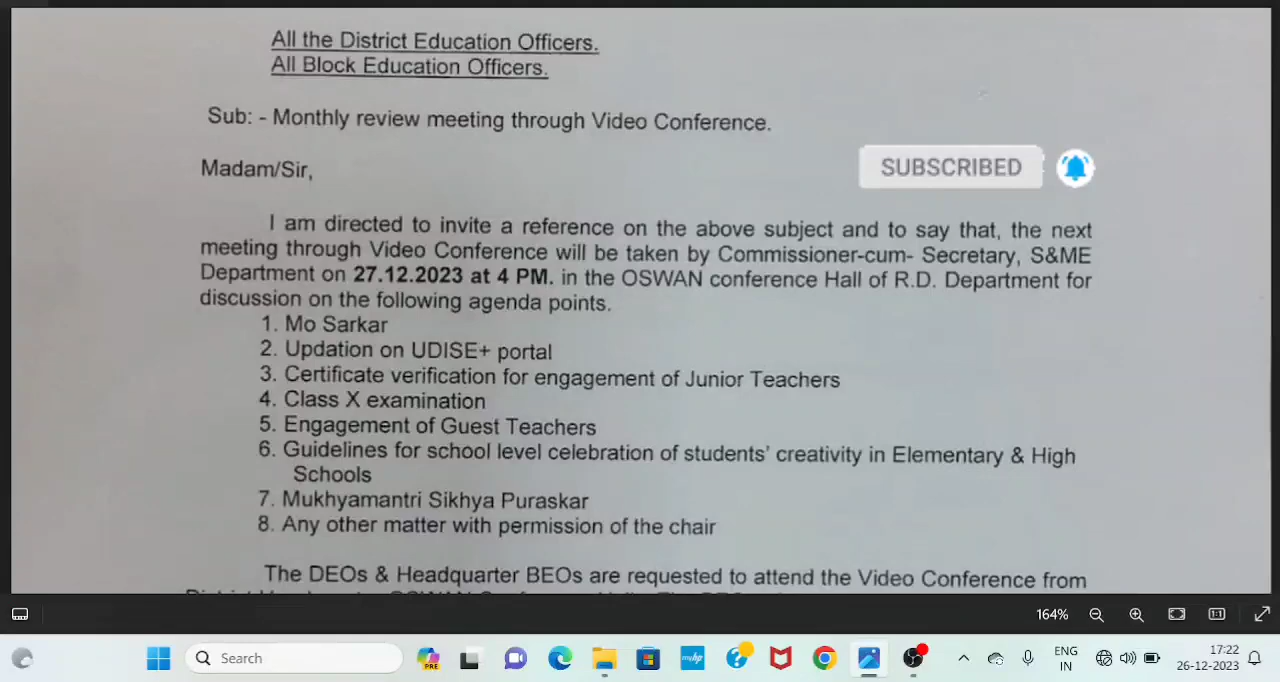 All the District Education Officers.
All Block Education Officers.
Sub: - Monthly review meeting through Video Conference.
Madam/Sir,
SUBSCRIBED
I am directed to invite a reference on the above subject and to say that, the next
meeting through Video Conference will be taken by Commissioner-cum- Secretary, S&ME
Department on 27.12.2023 at 4 PM. in the OSWAN conference Hall of R.D. Department for
discussion on the following agenda points.
1. Mo Sarkar
2. Updation on UDISE+ portal
3. Certificate verification for engagement of Junior Teachers
4. Class X examination
5. Engagement of Guest Teachers
6. Guidelines for school level celebration of students' creativity in Elementary & High
Schools
7. Mukhyamantri Sikhya Puraskar
8. Any other matter with permission of the chair
The DEOs & Headquarter BEOs are requested to attend the Video Conference from
164%
1:1
Search
PRE
myhp
ENG
IN
17:22
26-12-2023